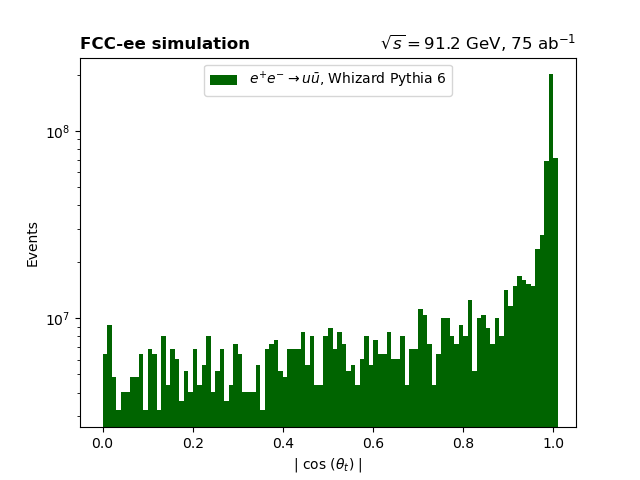 FCC-ee simulation
√s = 91.2 GeV, 75 ab⁻¹
e⁺e⁻ → uū, Whizard Pythia 6
10⁸
10⁷
Events
0.0 0.2 0.4 0.6 0.8 1.0
| cos (θₜ) |